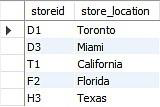 storeid store_location
D1 Toronto
D3 Miami
T1 California
F2 Florida
H3 Texas